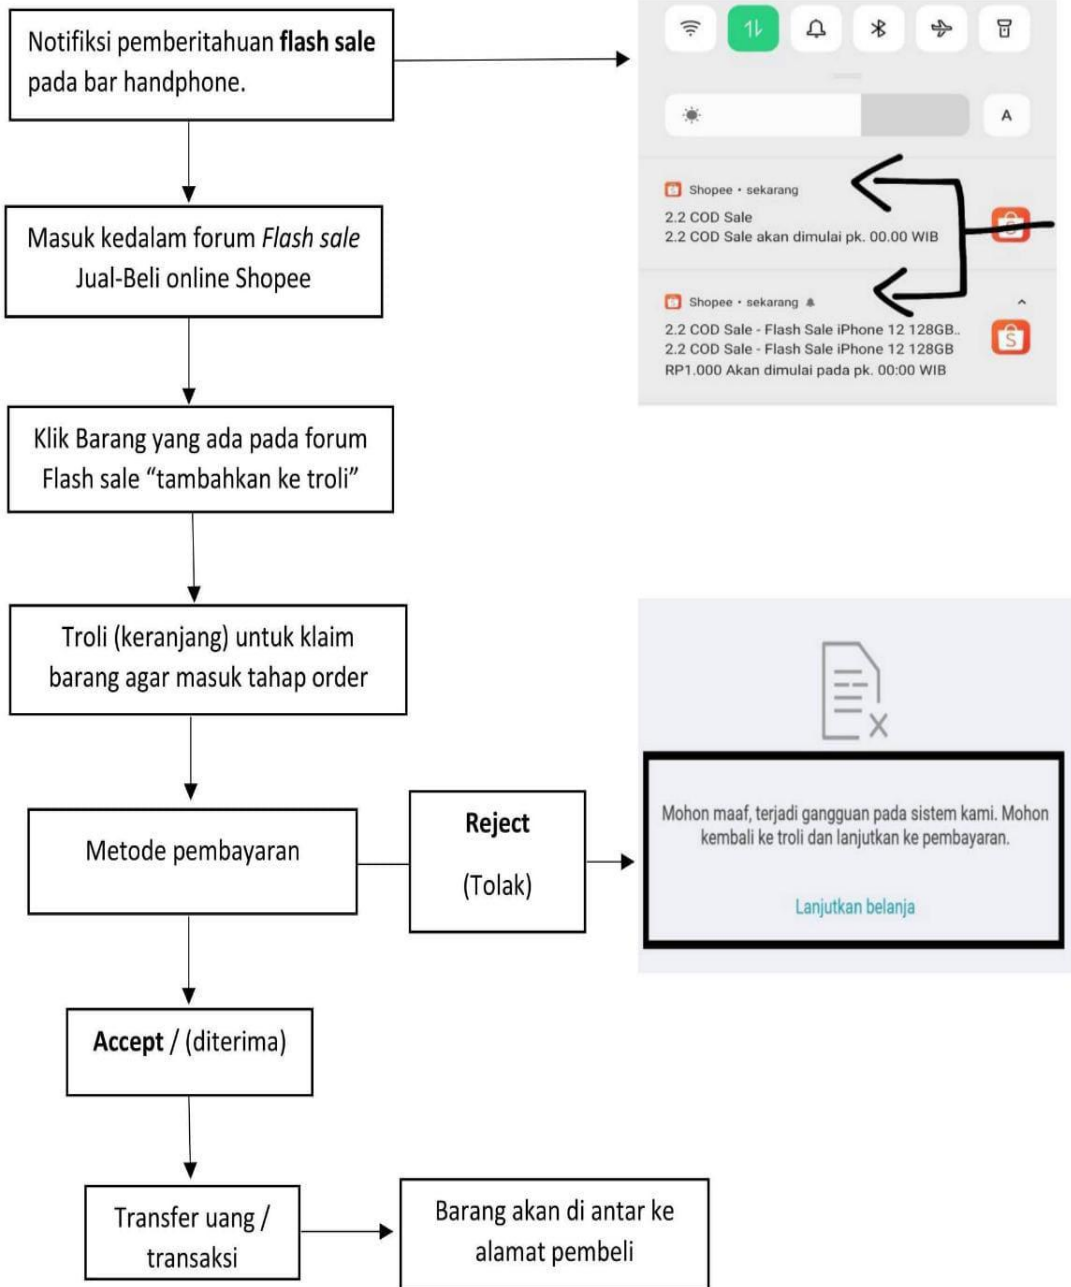 Notifiksi pemberitahuan flash sale
pada bar handphone.
A
Shopee • sekarang
2.2 COD Sale
2.2 COD Sale akan dimulai pk. 00.00 WIB
Shopee • sekarang
2.2 COD Sale - Flash Sale iPhone 12 128GB..
2.2 COD Sale - Flash Sale iPhone 12 128GB
RP1.000 Akan dimulai pada pk. 00:00 WIB
Masuk kedalam forum Flash sale
Jual-Beli online Shopee
Klik Barang yang ada pada forum
Flash sale “tambahkan ke troli”
Troli (keranjang) untuk klaim
barang agar masuk tahap order
Metode pembayaran
Reject
(Tolak)
Mohon maaf, terjadi gangguan pada sistem kami. Mohon
kembali ke troli dan lanjutkan ke pembayaran.
Lanjutkan belanja
Accept / (diterima)
Transfer uang /
transaksi
Barang akan di antar ke
alamat pembeli